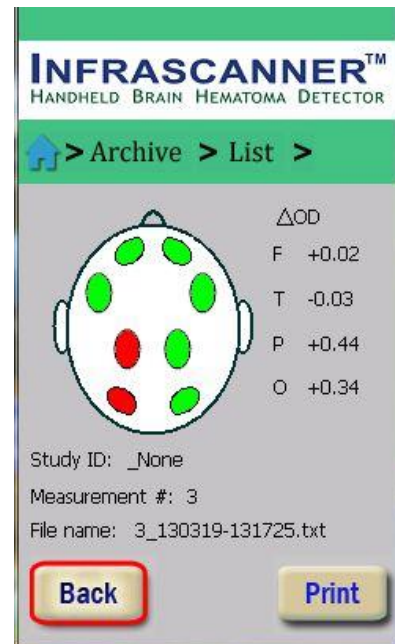 INFRASCANNER™
HANDHELD BRAIN HEMATOMA DETECTOR
> Archive > List >
△OD
F +0.02
T -0.03
P +0.44
O +0.34
Study ID: _None
Measurement #: 3
File name: 3_130319-131725.txt
Back Print